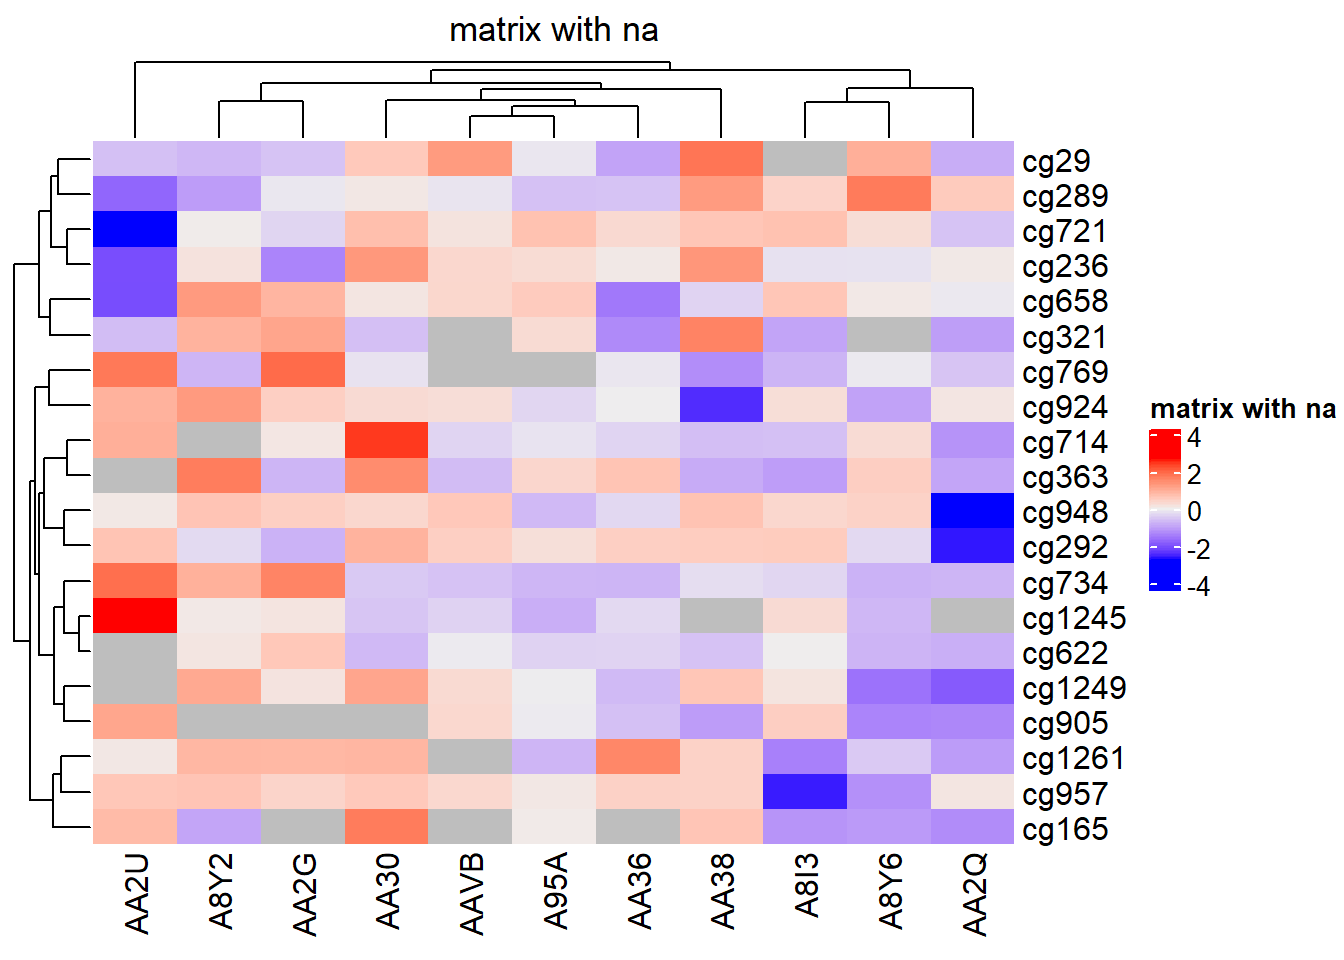 matrix with na
cg29
cg289
cg721
cg236
cg658
cg321
cg769
cg924
cg714
cg363
cg948
cg292
cg734
cg1245
cg622
cg1249
cg905
cg1261
cg957
cg165
AA2U
A8Y2
AA2G
AA30
AAVB
A95A
AA36
AA38
A8I3
A8Y6
AA2Q
matrix with na
4
2
0
-2
-4